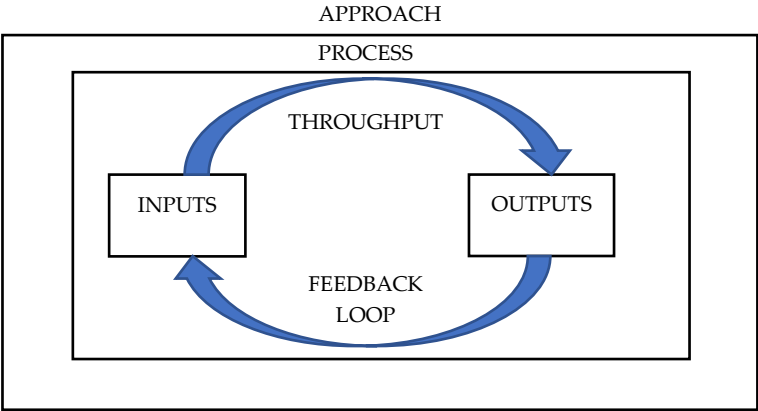 APPROACH
PROCESS
THROUGHPUT
INPUTS
OUTPUTS
FEEDBACK
LOOP